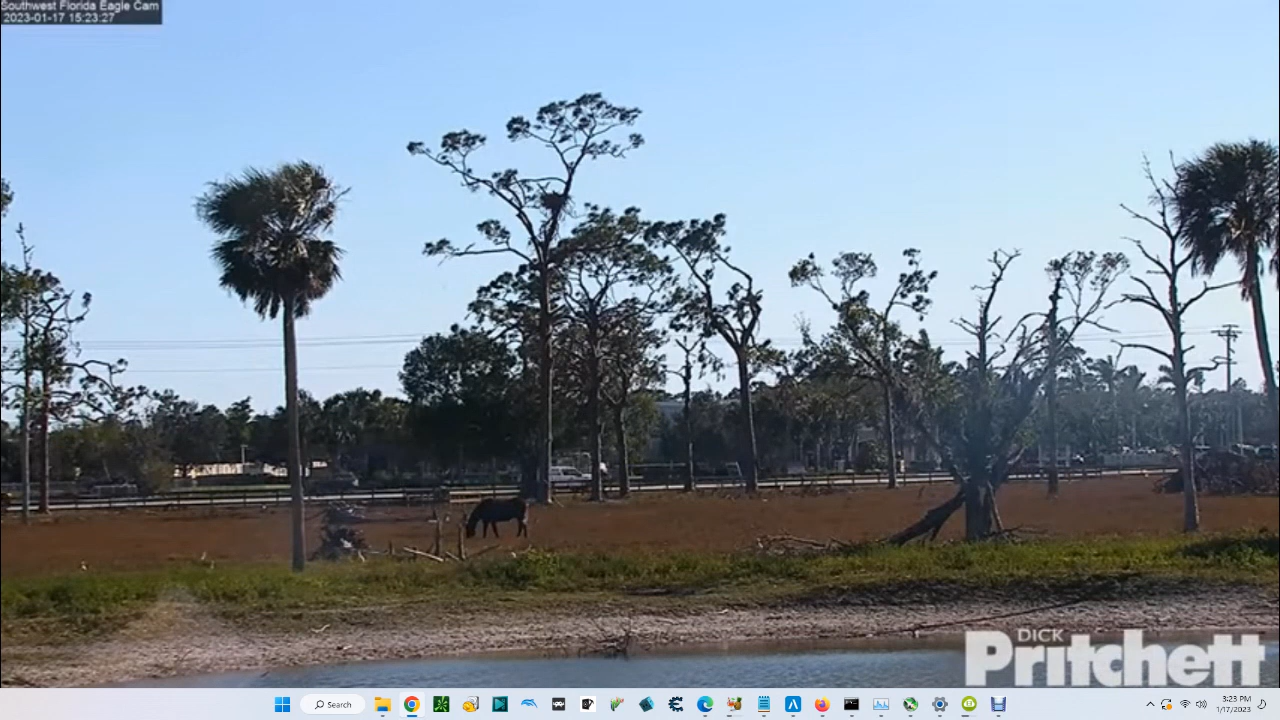 Southwest Florida Eagle Cam
2023-01-17 15:23:27
DICK
Pritchett
Search
3:23 PM
1/17/2023